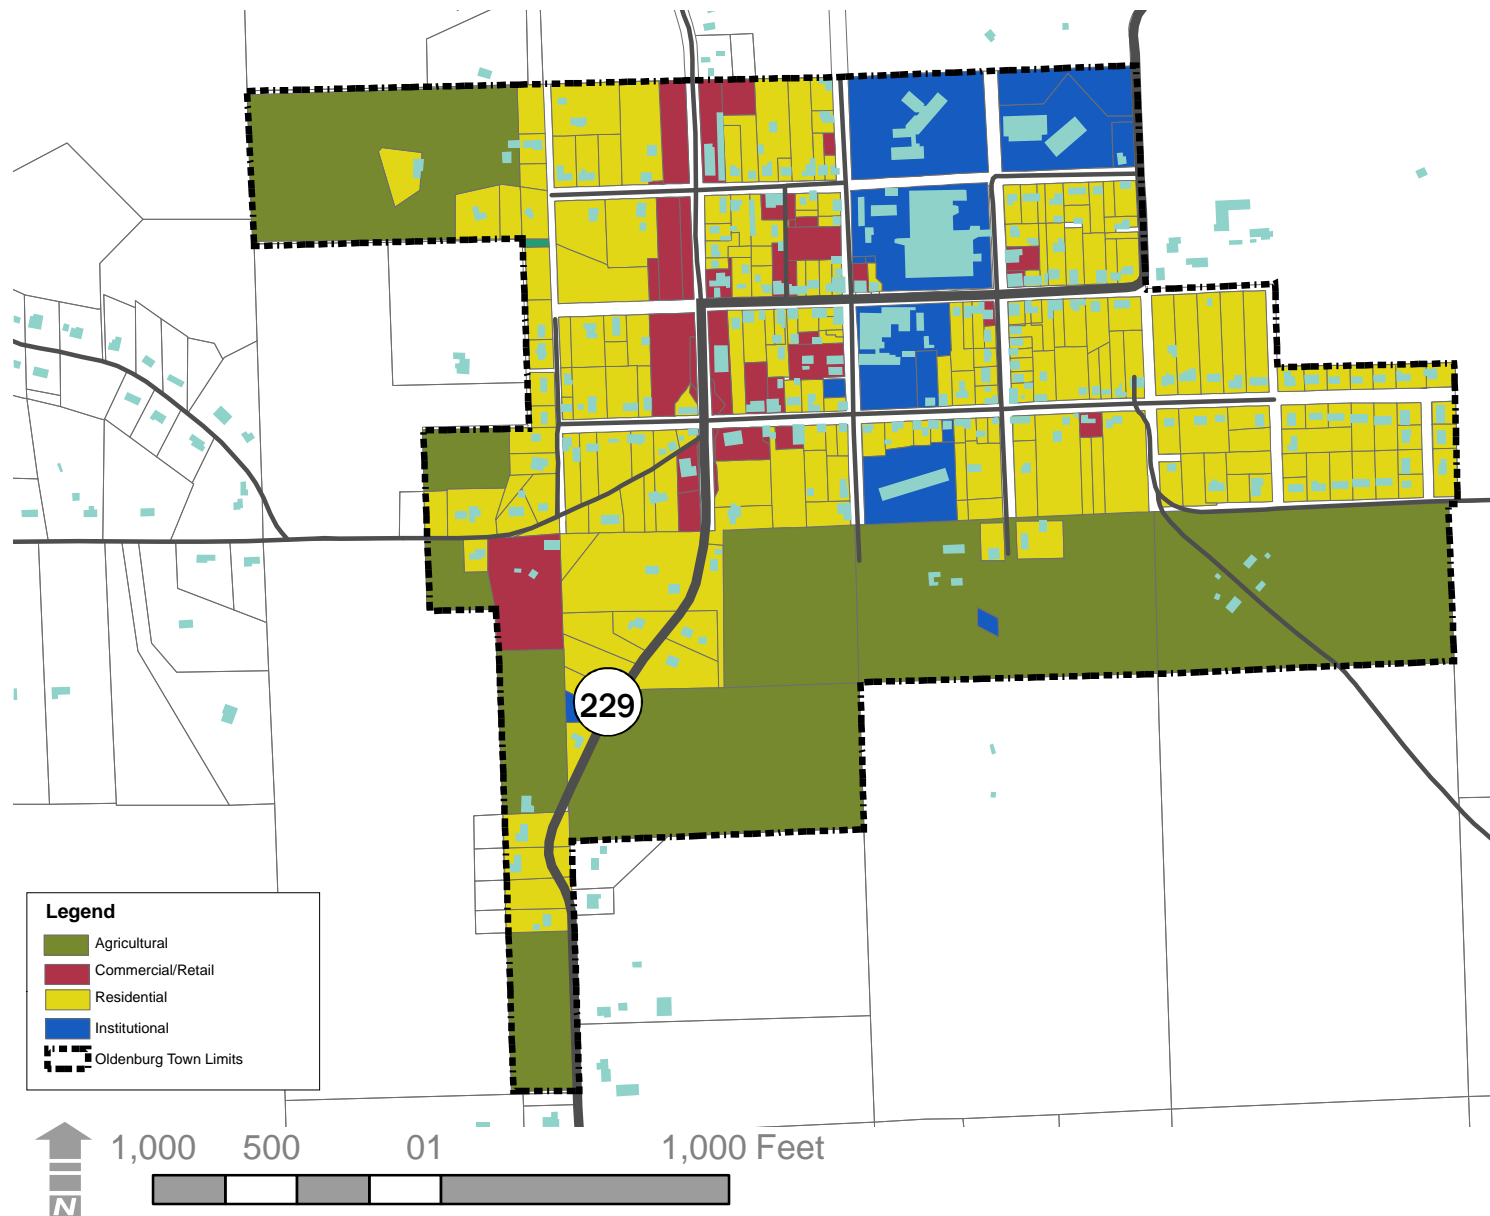 229
Legend
Agricultural
Commercial/Retail
Residential
Institutional
Oldenburg Town Limits
1,000 500 01 1,000 Feet
N